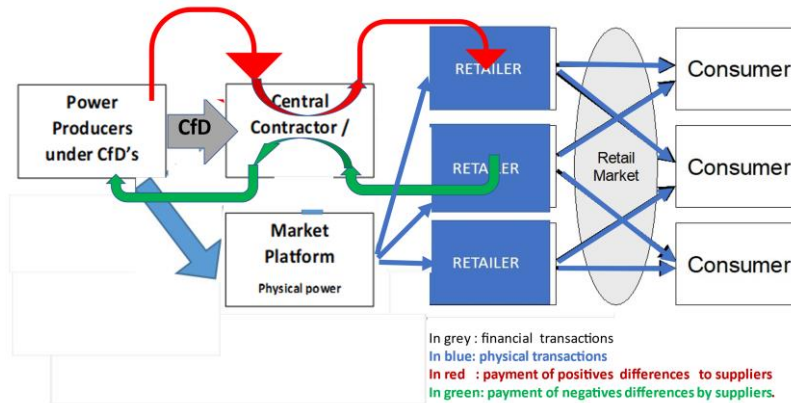 Power
Producers
under CfD's
CfD
Central
Contractor /
Market
Platform
Physical power
RETAILER
RETAILER
RETAILER
Retail
Market
Consumer
Consumer
Consumer
In grey : financial transactions
In blue: physical transactions
In red : payment of positives differences to suppliers
In green: payment of negatives differences by suppliers.